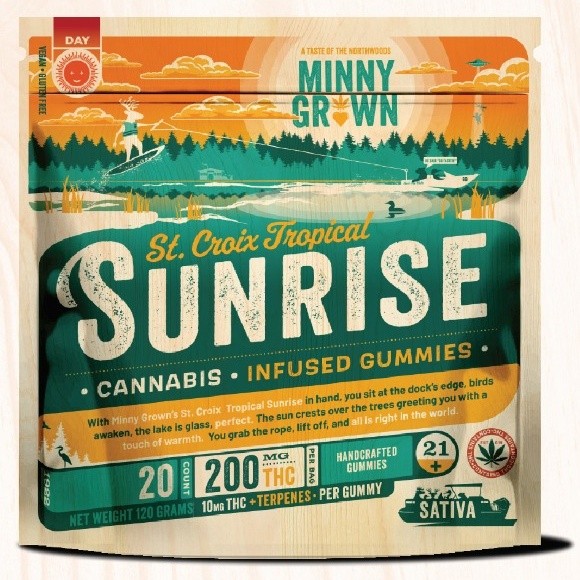 DAY
VEGAN • GLUTEN FREE
A TASTE OF THE NORTHWOODS
MINNY
GROWN
St. Croix Tropical
SUNRISE
• CANNABIS • INFUSED GUMMIES •
With Minny Grown's St. Croix Tropical Sunrise in hand, you sit at the dock's edge, birds
awaken, the lake is glass, perfect. The sun crests over the trees greeting you with a
touch of warmth. You grab the rope, lift off, and all is right in the world.
20 COUNT
200 MG THC PER BAG
HANDCRAFTED
GUMMIES
21
+
NET WEIGHT 120 GRAMS
10MG THC +TERPENES • PER GUMMY
SATIVA